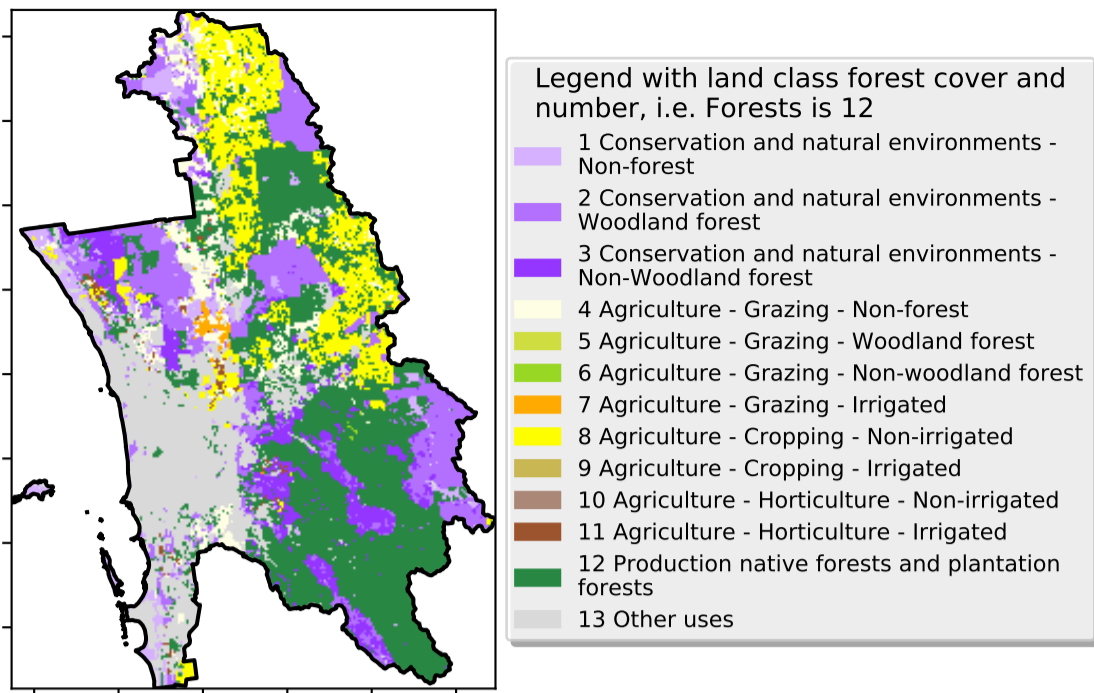 Legend with land class forest cover and
number, i.e. Forests is 12
1 Conservation and natural environments -
Non-forest
2 Conservation and natural environments -
Woodland forest
3 Conservation and natural environments -
Non-Woodland forest
4 Agriculture - Grazing - Non-forest
5 Agriculture - Grazing - Woodland forest
6 Agriculture - Grazing - Non-woodland forest
7 Agriculture - Grazing - Irrigated
8 Agriculture - Cropping - Non-irrigated
9 Agriculture - Cropping - Irrigated
10 Agriculture - Horticulture - Non-irrigated
11 Agriculture - Horticulture - Irrigated
12 Production native forests and plantation
forests
13 Other uses